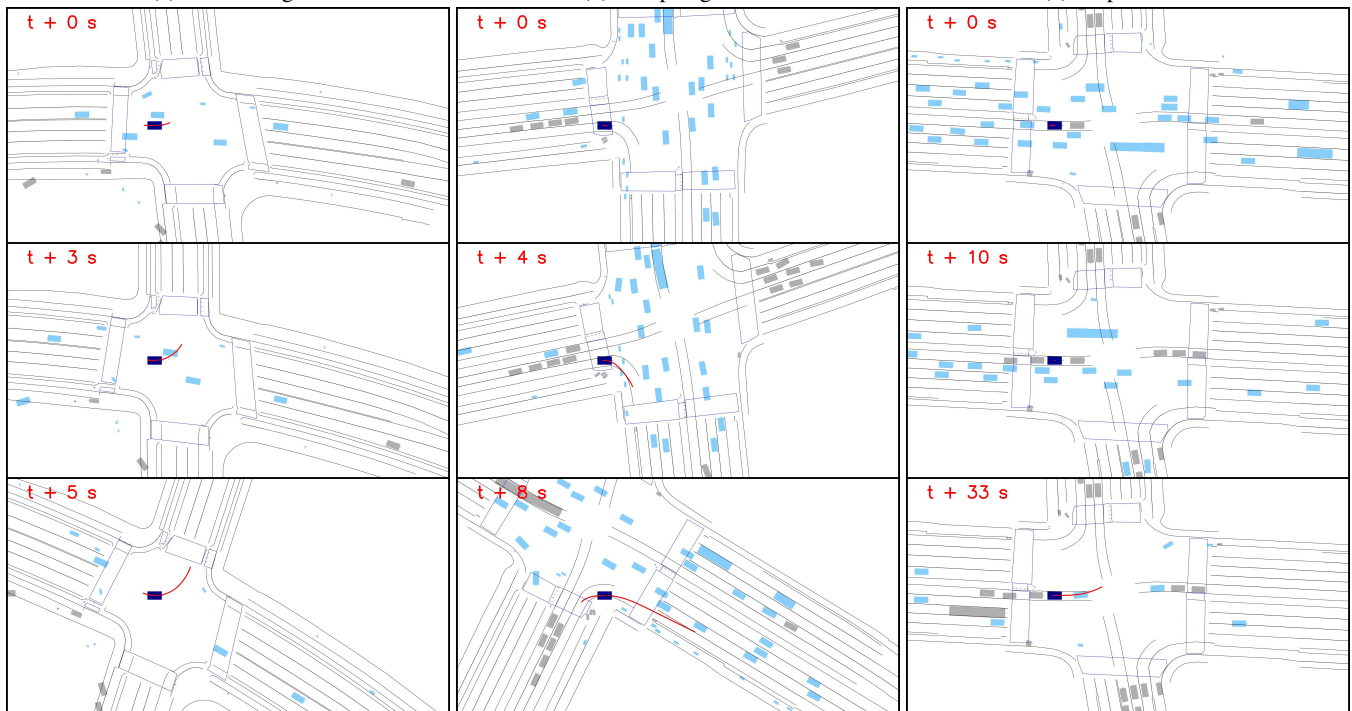 t + 0 s
t + 0 s
t + 0 s
t + 3 s
t + 4 s
t + 10 s
t + 5 s
t + 8 s
t + 33 s